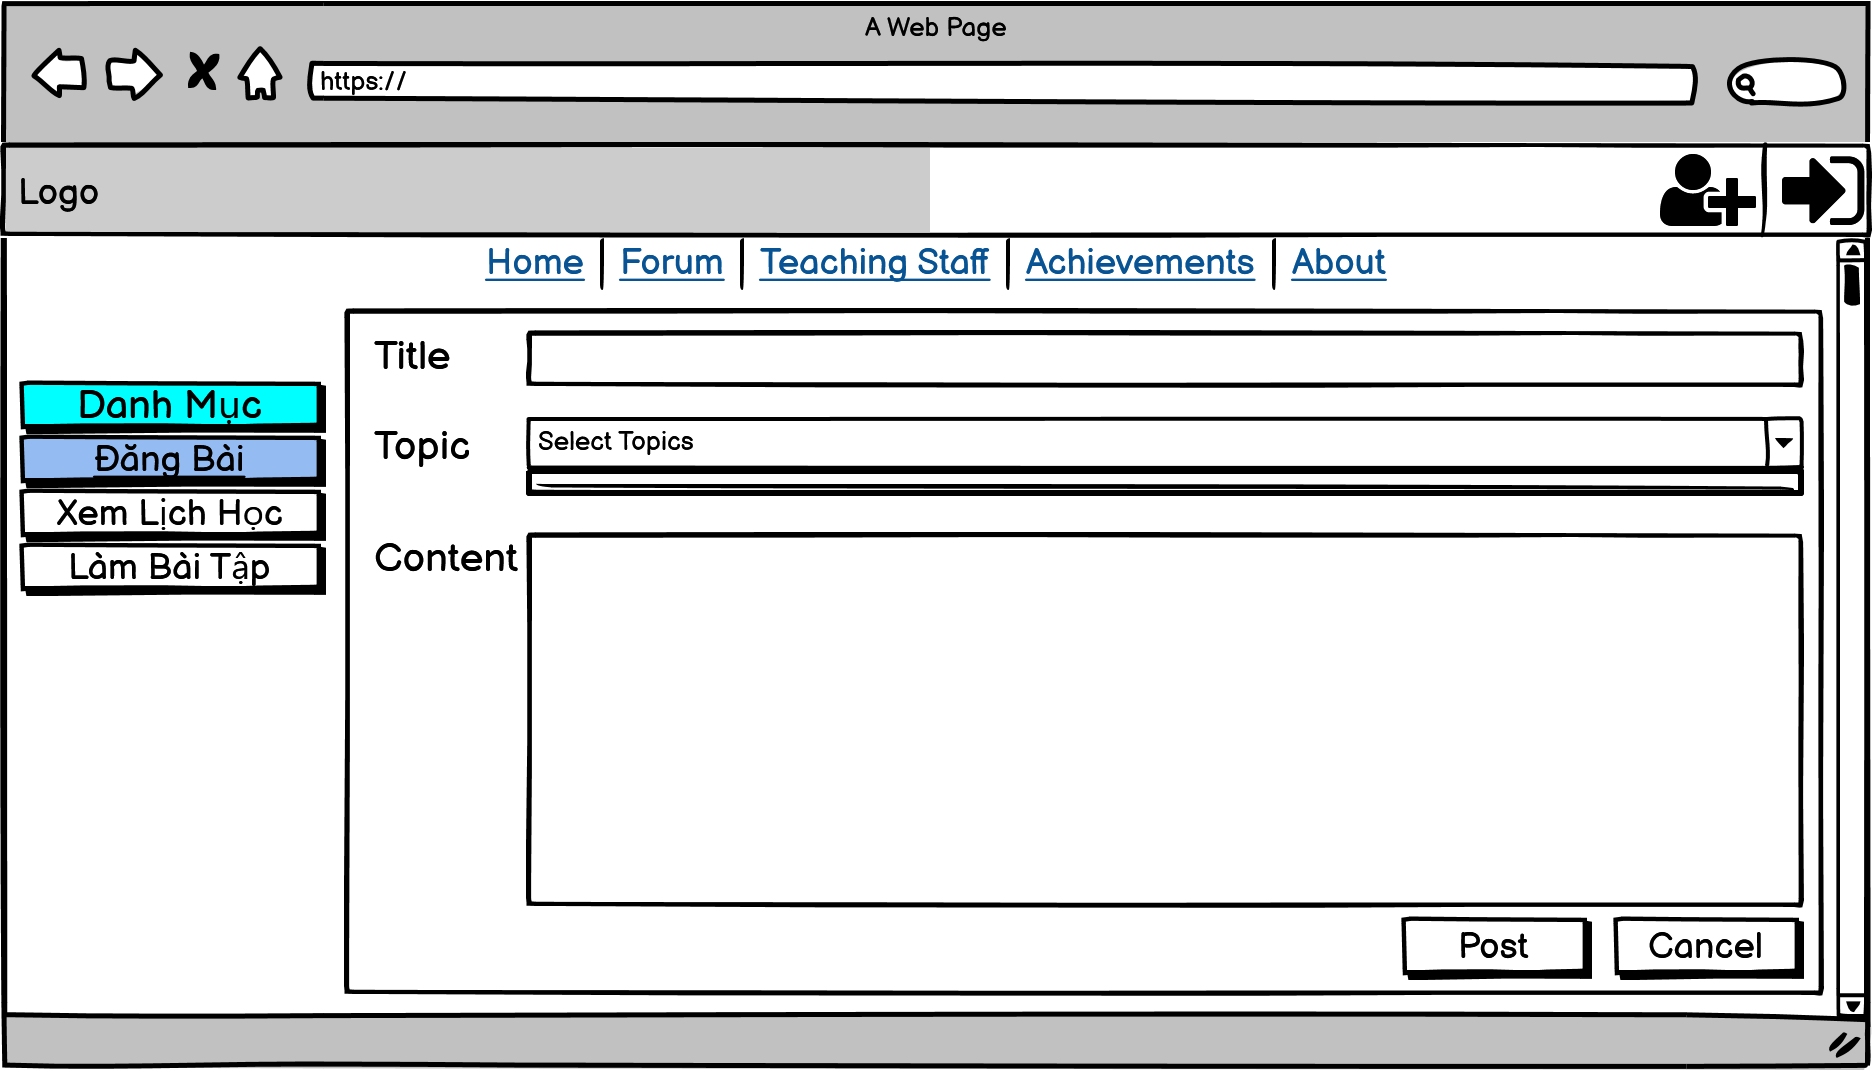 A Web Page
https://
Logo
Home
Forum
Teaching Staff
Achievements
About
Danh Mục
Đăng Bài
Xem Lịch Học
Làm Bài Tập
Title
Topic
Select Topics
Content
Post
Cancel